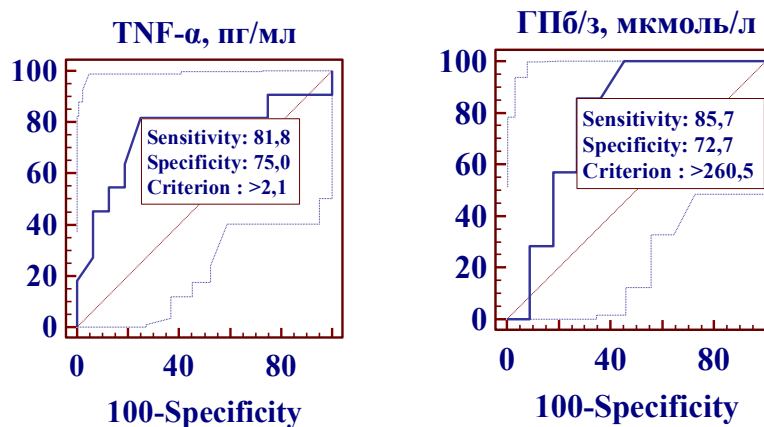 TNF-α, пг/мл
100
80
60
40
20
0
Sensitivity: 81,8
Specificity: 75,0
Criterion : >2,1
0 40 80
100-Specificity
ГПб/з, мкмоль/л
100
80
60
40
20
0
Sensitivity: 85,7
Specificity: 72,7
Criterion : >260,5
0 40 80
100-Specificity